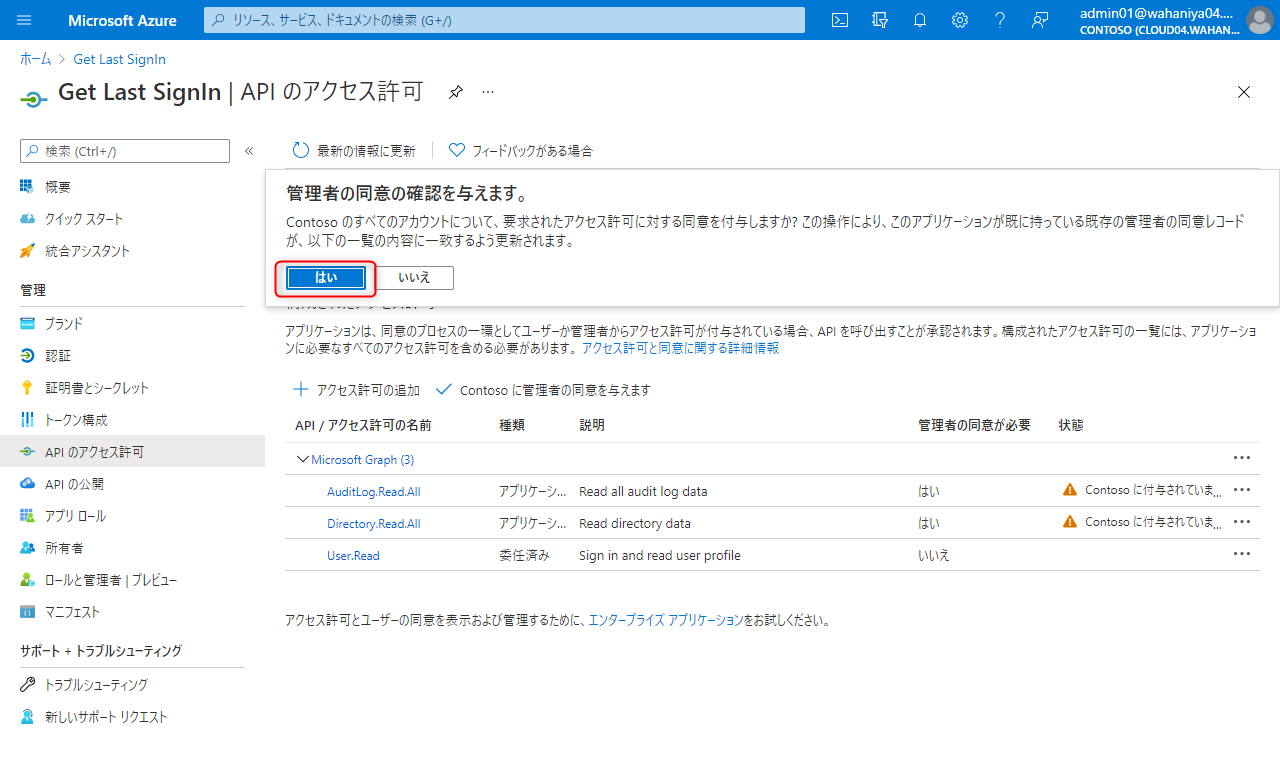 Microsoft Azure
リソース、サービス、ドキュメントの検索 (G+/)
admin01@wahaniya04....
CONTOSO (CLOUD04.WAHAN...
ホーム > Get Last SignIn
Get Last SignIn | API のアクセス許可
検索 (Ctrl+/)
最新の情報に更新
フィードバックがある場合
概要
クイック スタート
統合アシスタント
管理
ブランド
認証
証明書とシークレット
トークン構成
API のアクセス許可
API の公開
アプリ ロール
所有者
ロールと管理者 | プレビュー
マニフェスト
サポート + トラブルシューティング
トラブルシューティング
新しいサポート リクエスト
管理者の同意の確認を与えます。
Contoso のすべてのアカウントについて、要求されたアクセス許可に対する同意を付与しますか? この操作により、このアプリケーションが既に持っている既存の管理者の同意レコード
が、以下の一覧の内容に一致するよう更新されます。
はい
いいえ
アプリケーションは、同意のプロセスの一環としてユーザーか管理者からアクセス許可が付与されている場合、API を呼び出すことが承認されます。構成されたアクセス許可の一覧には、アプリケーショ
ンに必要なすべてのアクセス許可を含める必要があります。 アクセス許可と同意に関する詳細情報
アクセス許可の追加
Contoso に管理者の同意を与えます
API / アクセス許可の名前 種類 説明 管理者の同意が必要 状態
Microsoft Graph (3)
AuditLog.Read.All アプリケーシ... Read all audit log data はい Contoso に付与されていま...
Directory.Read.All アプリケーシ... Read directory data はい Contoso に付与されていま...
User.Read 委任済み Sign in and read user profile いいえ
アクセス許可とユーザーの同意を表示および管理するために、エンタープライズ アプリケーションをお試しください。